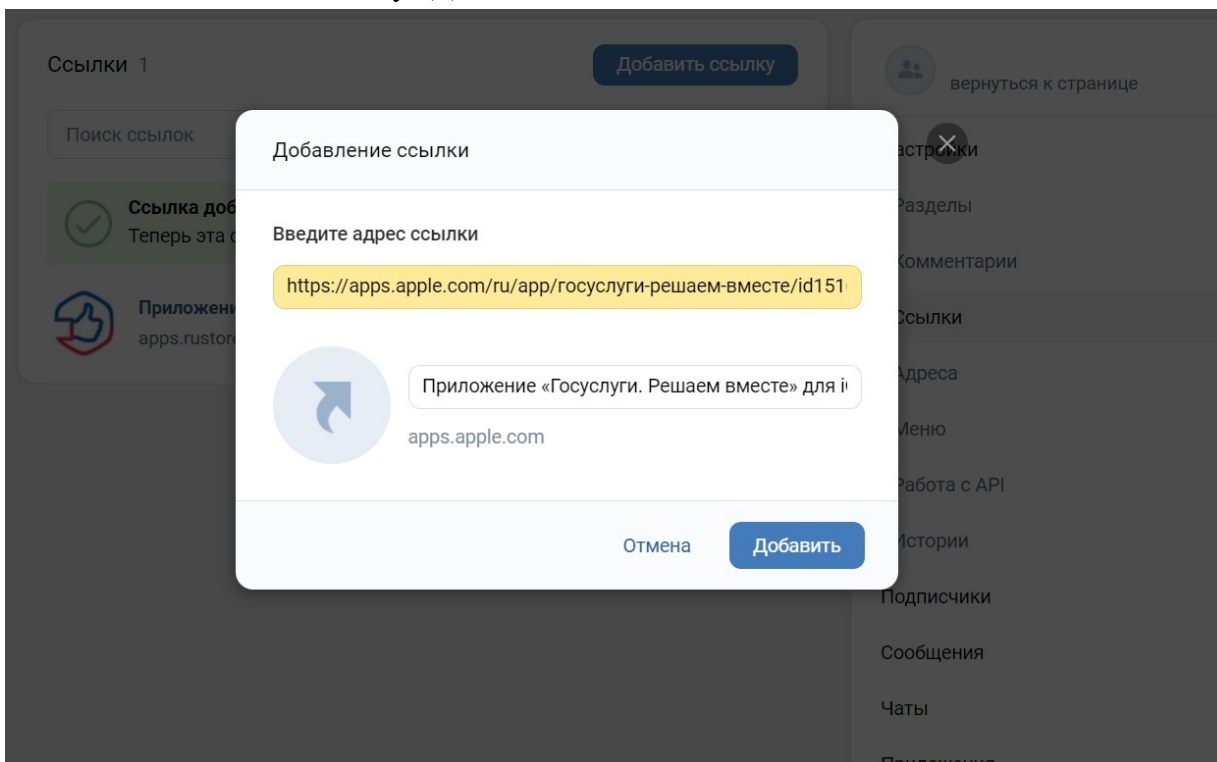 Ссылки 1
Добавить ссылку
вернуться к странице
Поиск ссылок
Добавление ссылки
Ссылка доб
Теперь эта с
Введите адрес ссылки
https://apps.apple.com/ru/app/госуслуги-решаем-вместе/id151
Приложени
apps.rustor
Приложение «Госуслуги. Решаем вместе» для i
apps.apple.com
Отмена
Добавить
астройки
Разделы
Комментарии
Ссылки
Адреса
Меню
Работа с API
Истории
Подписчики
Сообщения
Чаты